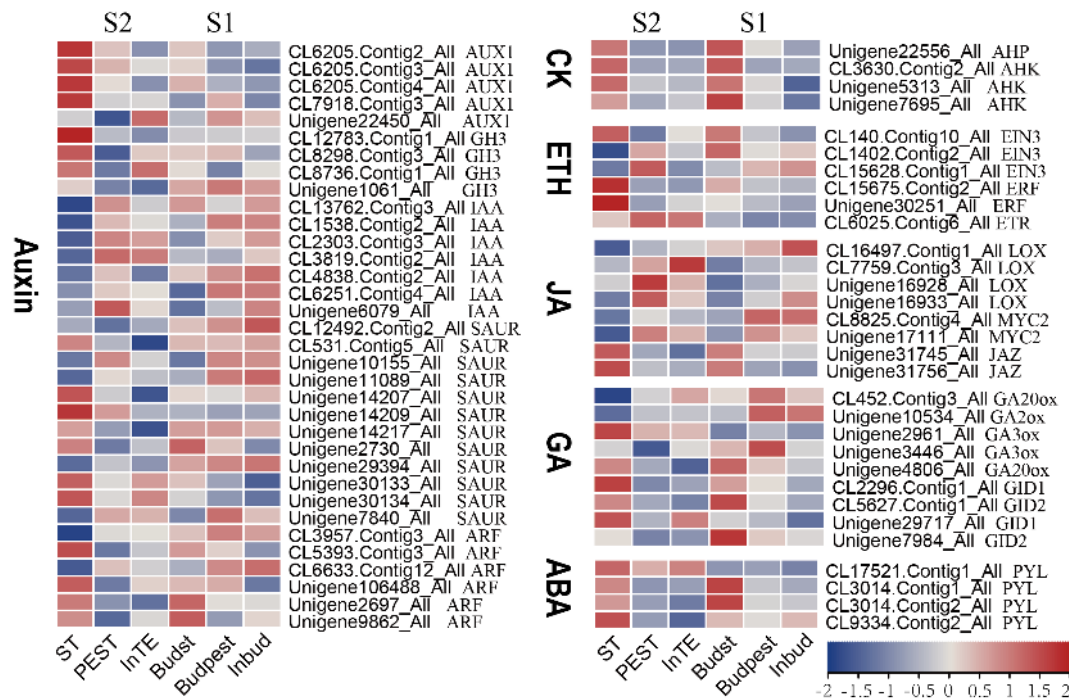 S2 S1
Auxin
CL6205.Contig2_All AUX1
CL6205.Contig3_All AUX1
CL6205.Contig4_All AUX1
CL7918.Contig3_All AUX1
Unigene22450_All AUX1
CL12783.Contig1_All GH3
CL8298.Contig3_All GH3
CL8736.Contig1_All GH3
Unigene1061_All GH3
CL13762.Contig3_All IAA
CL1538.Contig2_All IAA
CL2303.Contig3_All IAA
CL3819.Contig2_All IAA
CL4838.Contig2_All IAA
CL6251.Contig4_All IAA
Unigene6079_All IAA
CL12492.Contig2_All SAUR
CL531.Contig5_All SAUR
Unigene10155_All SAUR
Unigene11089_All SAUR
Unigene14207_All SAUR
Unigene14209_All SAUR
Unigene14217_All SAUR
Unigene2730_All SAUR
Unigene29394_All SAUR
Unigene30133_All SAUR
Unigene30134_All SAUR
Unigene7840_All SAUR
CL3957.Contig3_All ARF
CL5393.Contig3_All ARF
CL6633.Contig12_All ARF
Unigene106488_All ARF
Unigene2697_All ARF
Unigene9862_All ARF
ST PEST InTE Budst Budpest Inbud
S2 S1
CK
Unigene22556_All AHP
CL3630.Contig2_All AHK
Unigene5313_All AHK
Unigene7695_All AHK
ETH
CL140.Contig10_All EIN3
CL1402.Contig2_All EIN3
CL15628.Contig1_All EIN3
CL15675.Contig2_All ERF
Unigene30251_All ERF
CL6025.Contig6_All ETR
JA
CL16497.Contig1_All LOX
CL7759.Contig3_All LOX
Unigene16928_All LOX
Unigene16933_All LOX
CL8825.Contig4_All MYC2
Unigene17111_All MYC2
Unigene31745_All JAZ
Unigene31756_All JAZ
GA
CL452.Contig3_All GA20ox
Unigene10534_All GA2ox
Unigene2961_All GA3ox
Unigene3446_All GA3ox
Unigene4806_All GA20ox
CL2296.Contig1_All GID1
CL5627.Contig1_All GID2
Unigene29717_All GID1
Unigene7984_All GID2
ABA
CL17521.Contig1_All PYL
CL3014.Contig1_All PYL
CL3014.Contig2_All PYL
CL9334.Contig2_All PYL
ST PEST InTE Budst Budpest Inbud
-2 -1.5 -1 -0.5 0 0.5 1 1.5 2